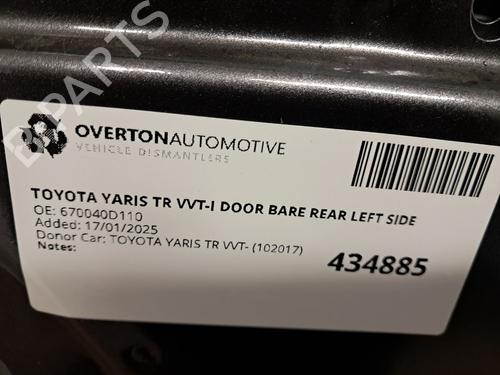 B-PARTS
OVERTONAUTOMOTIVE
VEHICLE DISMANTLERS
TOYOTA YARIS TR VVT-I DOOR BARE REAR LEFT SIDE
OE: 670040D110
Added: 17/01/2025
Donor Car: TOYOTA YARIS TR VVT- (102017)
Notes:
434885